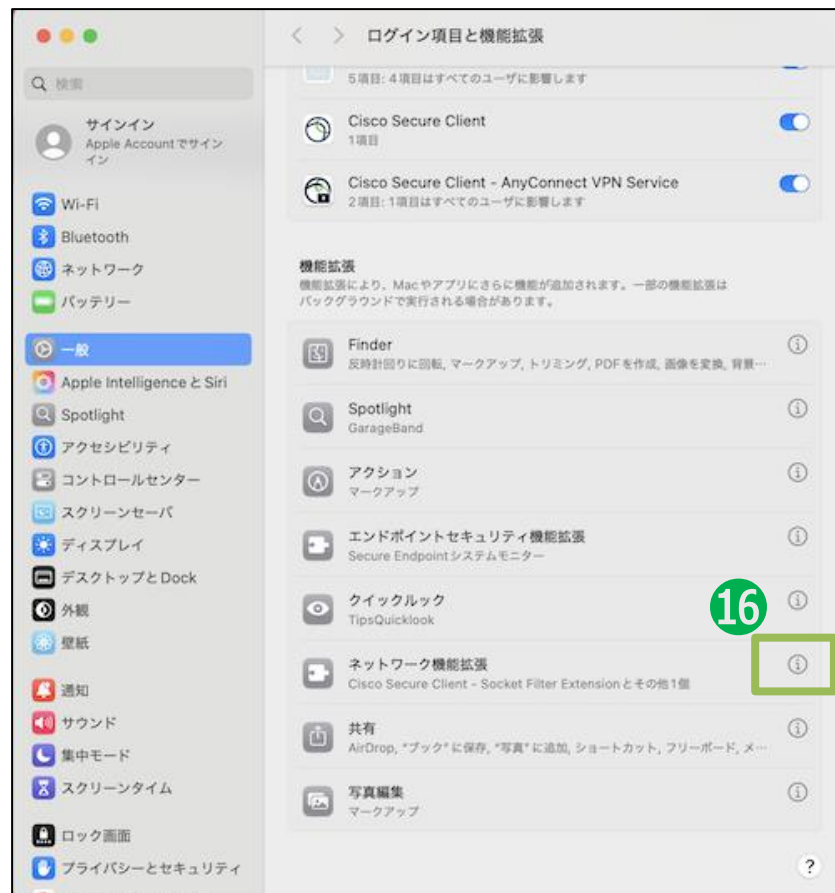 ログイン項目と機能拡張
検索
サインイン
Apple Accountでサイン
イン
Wi-Fi
Bluetooth
ネットワーク
バッテリー
一般
Apple Intelligence と Siri
Spotlight
アクセシビリティ
コントロールセンター
スクリーンセーバ
ディスプレイ
デスクトップとDock
外観
壁紙
通知
サウンド
集中モード
スクリーンタイム
ロック画面
プライバシーとセキュリティ
5項目: 4項目はすべてのユーザに影響します
Cisco Secure Client
1項目
Cisco Secure Client - AnyConnect VPN Service
2項目: 1項目はすべてのユーザに影響します
機能拡張
機能拡張により、Macやアプリにさらに機能が追加されます。一部の機能拡張は
バックグラウンドで実行される場合があります。
Finder
反時計回りに回転, マークアップ, トリミング, PDFを作成, 画像を変換, 背景…
Spotlight
GarageBand
アクション
マークアップ
エンドポイントセキュリティ機能拡張
Secure Endpointシステムモニター
クイックルック
TipsQuicklook
16
ネットワーク機能拡張
Cisco Secure Client - Socket Filter Extensionとその他1個
共有
AirDrop, "ブック"に保存, "写真"に追加, ショートカット, フリーボード, メ…
写真編集
マークアップ
?